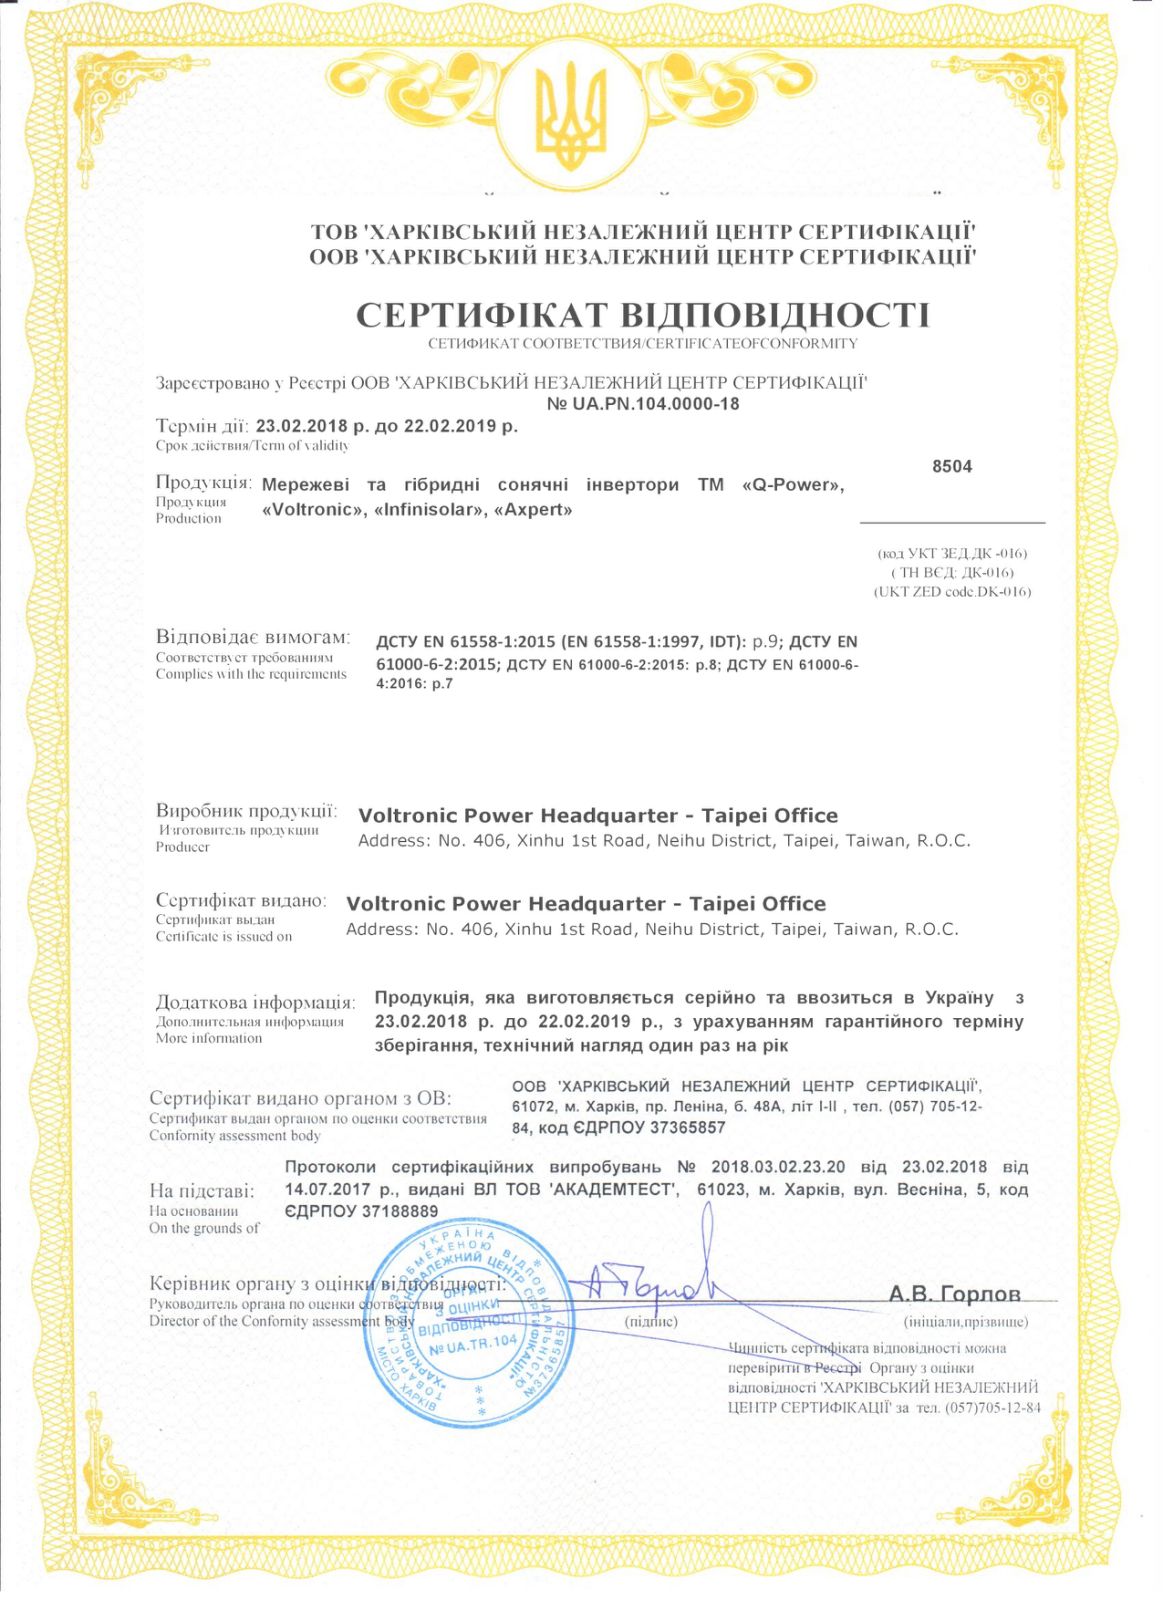 ТОВ 'ХАРКІВСЬКИЙ НЕЗАЛЕЖНИЙ ЦЕНТР СЕРТИФІКАЦІЇ'
ООВ 'ХАРКІВСЬКИЙ НЕЗАЛЕЖНИЙ ЦЕНТР СЕРТИФІКАЦІЇ'
СЕРТИФІКАТ ВІДПОВІДНОСТІ
СЕТИФИКАТ СООТВЕТСТВИЯ/CERTIFICATEOFCONFORMITY
Зареєстровано у Реєстрі ООВ 'ХАРКІВСЬКИЙ НЕЗАЛЕЖНИЙ ЦЕНТР СЕРТИФІКАЦІЇ'
№ UA.PN.104.0000-18
Термін дії: 23.02.2018 р. до 22.02.2019 р.
Срок действия/Term of validity
8504
Продукція: Мережеві та гібридні сонячні інвертори ТМ «Q-Power»,
Продукция «Voltronic», «Infinisolar», «Axpert»
Production
(код УКТ ЗЕД.ДК -016)
( ТН ВЄД: ДК-016)
(UKT ZED code.DK-016)
Відповідає вимогам: ДСТУ EN 61558-1:2015 (EN 61558-1:1997, IDT): р.9; ДСТУ EN
Соответствует требованиям 61000-6-2:2015; ДСТУ EN 61000-6-2:2015: р.8; ДСТУ EN 61000-6-
Complies with the requirements 4:2016: р.7
Виробник продукції: Voltronic Power Headquarter - Taipei Office
Изготовитель продукции Address: No. 406, Xinhu 1st Road, Neihu District, Taipei, Taiwan, R.O.C.
Producer
Сертифікат видано: Voltronic Power Headquarter - Taipei Office
Сертификат выдан Address: No. 406, Xinhu 1st Road, Neihu District, Taipei, Taiwan, R.O.C.
Certificate is issued on
Додаткова інформація: Продукція, яка виготовляється серійно та ввозиться в Україну з
Дополнительная информация 23.02.2018 р. до 22.02.2019 р., з урахуванням гарантійного терміну
More information зберігання, технічний нагляд один раз на рік
Сертифікат видано органом з ОВ: ООВ 'ХАРКІВСЬКИЙ НЕЗАЛЕЖНИЙ ЦЕНТР СЕРТИФІКАЦІЇ',
Сертификат выдан органом по оценки соответствия 61072, м. Харків, пр. Леніна, б. 48А, літ І-ІІ , тел. (057) 705-12-
Confornity assessment body 84, код ЄДРПОУ 37365857
Протоколи сертифікаційних випробувань № 2018.03.02.23.20 від 23.02.2018 від
На підставі: 14.07.2017 р., видані ВЛ ТОВ 'АКАДЕМТЕСТ', 61023, м. Харків, вул. Весніна, 5, код
На основании ЄДРПОУ 37188889
On the grounds of
Керівник органу з оцінки відповідності: А.В. Горлов
Руководитель органа по оценки соответствия
Director of the Confornity assessment body (підпис) (ініціали,прізвище)
УКРАЇНА
ТОВАРИСТВО З ОБМЕЖЕНОЮ ВІДПОВІДАЛЬНІСТЮ
"ХАРКІВСЬКИЙ НЕЗАЛЕЖНИЙ ЦЕНТР СЕРТИФІКАЦІЇ"
МІСТО ХАРКІВ
№37365857
ОРГАН
З ОЦІНКИ
ВІДПОВІДНОСТІ
№ UA.TR.104
Чинність сертифіката відповідності можна
перевірити в Реєстрі Органу з оцінки
відповідності 'ХАРКІВСЬКИЙ НЕЗАЛЕЖНИЙ
ЦЕНТР СЕРТИФІКАЦІЇ' за тел. (057)705-12-84